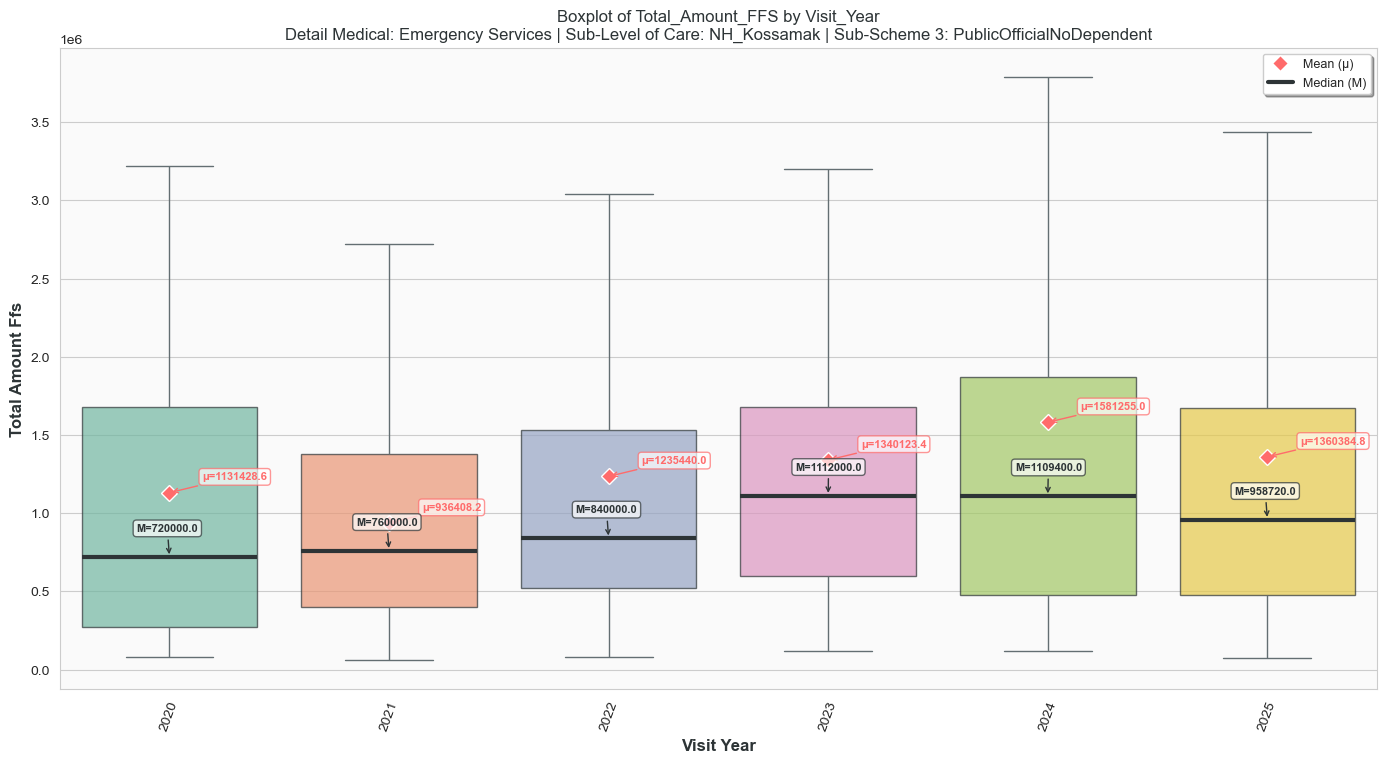 Boxplot of Total_Amount_FFS by Visit_Year
Detail Medical: Emergency Services | Sub-Level of Care: NH_Kossamak | Sub-Scheme 3: PublicOfficialNoDependent
1e6
Mean (μ)
Median (M)
3.5
3.0
2.5
2.0
1.5
1.0
0.5
0.0
Total Amount Ffs
μ=1131428.6
M=720000.0
μ=936408.2
M=760000.0
μ=1235440.0
M=840000.0
μ=1340123.4
M=1112000.0
μ=1581255.0
M=1109400.0
μ=1360384.8
M=958720.0
2020
2021
2022
2023
2024
2025
Visit Year